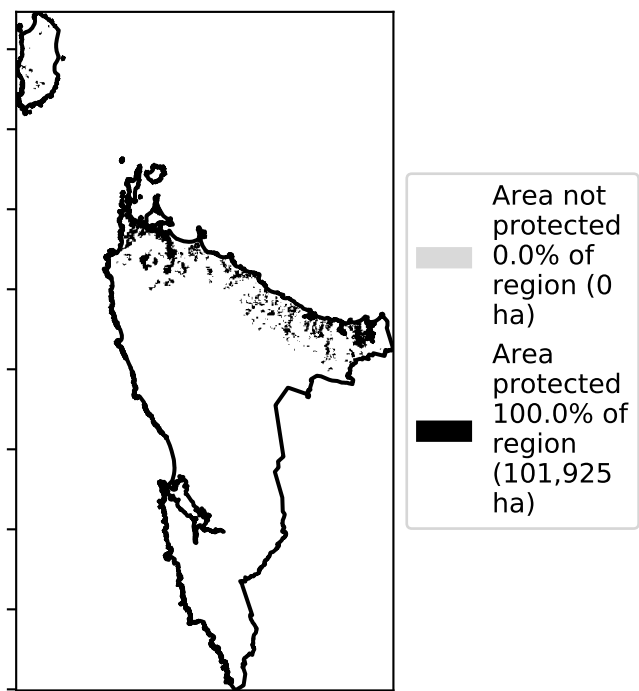 Area not
protected
0.0% of
region (0
ha)
Area
protected
100.0% of
region
(101,925
ha)